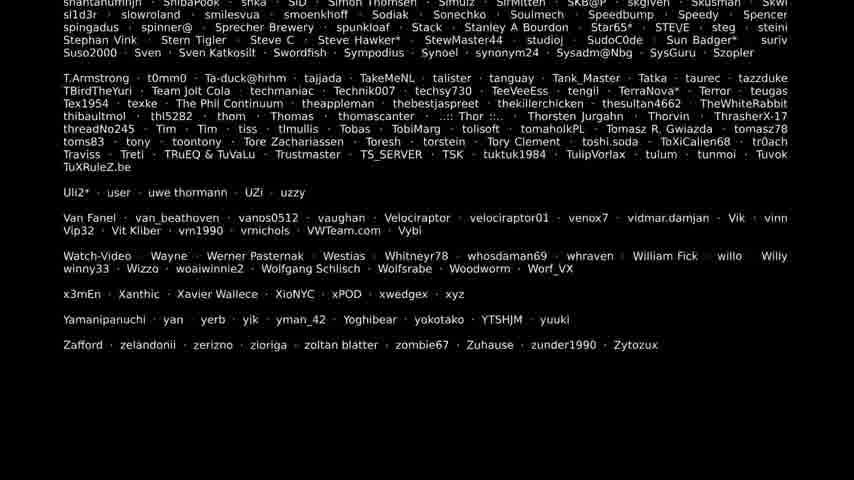 shantanuminjh · ShibaPook · shka · SiD · Simon Thomsen · Simulz · SirMitten · SKB@P · skgiven · Skusman · Skwi
si1d3r · slowroland · smilesvua · smoenkhoff · Sodiak · Sonechko · Soulmech · Speedbump · Speedy · Spencer
spingadus · spinner@ · Sprecher Brewery · spunkloaf · Stack · Stanley A Bourdon · Star65* · STE\/E · steg · steini
Stephan Vink · Stern Tigler · Steve C · Steve Hawker* · StewMaster44 · studioj · SudoC0de · Sun Badger* · suriv
Suso2000 · Sven · Sven Katkosilt · Swordfish · Sympodius · Synoel · synonym24 · Sysadm@Nbg · SysGuru · Szopler
T.Armstrong · t0mm0 · Ta-duck@hrhm · tajjada · TakeMeNL · talister · tanguay · Tank_Master · Tatka · taurec · tazzduke
TBirdTheYuri · Team Jolt Cola · techmaniac · Technik007 · techsy730 · TeeVeeEss · tengil · TerraNova* · Terror · teugas
Tex1954 · texke · The Phil Continuum · theappleman · thebestjaspreet · thekillerchicken · thesultan4662 · TheWhiteRabbit
thibaultmol · thl5282 · thom · Thomas · thomascanter · ..:: Thor ::.. · Thorsten Jurgahn · Thorvin · ThrasherX-17
threadNo245 · Tim · Tim · tiss · tlmullis · Tobas · TobiMarg · tolisoft · tomaholkPL · Tomasz R. Gwiazda · tomasz78
toms83 · tony · toontony · Tore Zachariassen · Toresh · torstein · Tory Clement · toshi.soda · ToXiCalien68 · tr0ach
Traviss · Treti · TRuEQ & TuVaLu · Trustmaster · TS_SERVER · TSK · tuktuk1984 · TulipVorlax · tulum · tunmoi · Tuvok
TuXRuleZ.be
Uli2* · user · uwe thormann · UZi · uzzy
Van Fanel · van_beathoven · vanos0512 · vaughan · Velociraptor · velociraptor01 · venox7 · vidmar.damjan · Vik · vinn
Vip32 · Vit Kliber · vm1990 · vrnichols · VWTeam.com · Vybi
Watch-Video · Wayne · Werner Pasternak · Westias · Whitneyr78 · whosdaman69 · whraven · William Fick · willo · Willy
winny33 · Wizzo · woaiwinnie2 · Wolfgang Schlisch · Wolfsrabe · Woodworm · Worf_VX
x3mEn · Xanthic · Xavier Wallece · XioNYC · xPOD · xwedgex · xyz
Yamanipanuchi · yan · yerb · yik · yman_42 · Yoghibear · yokotako · YTSHJM · yuuki
Zafford · zelandonii · zerizno · zioriga · zoltan blatter · zombie67 · Zuhause · zunder1990 · Zytozux